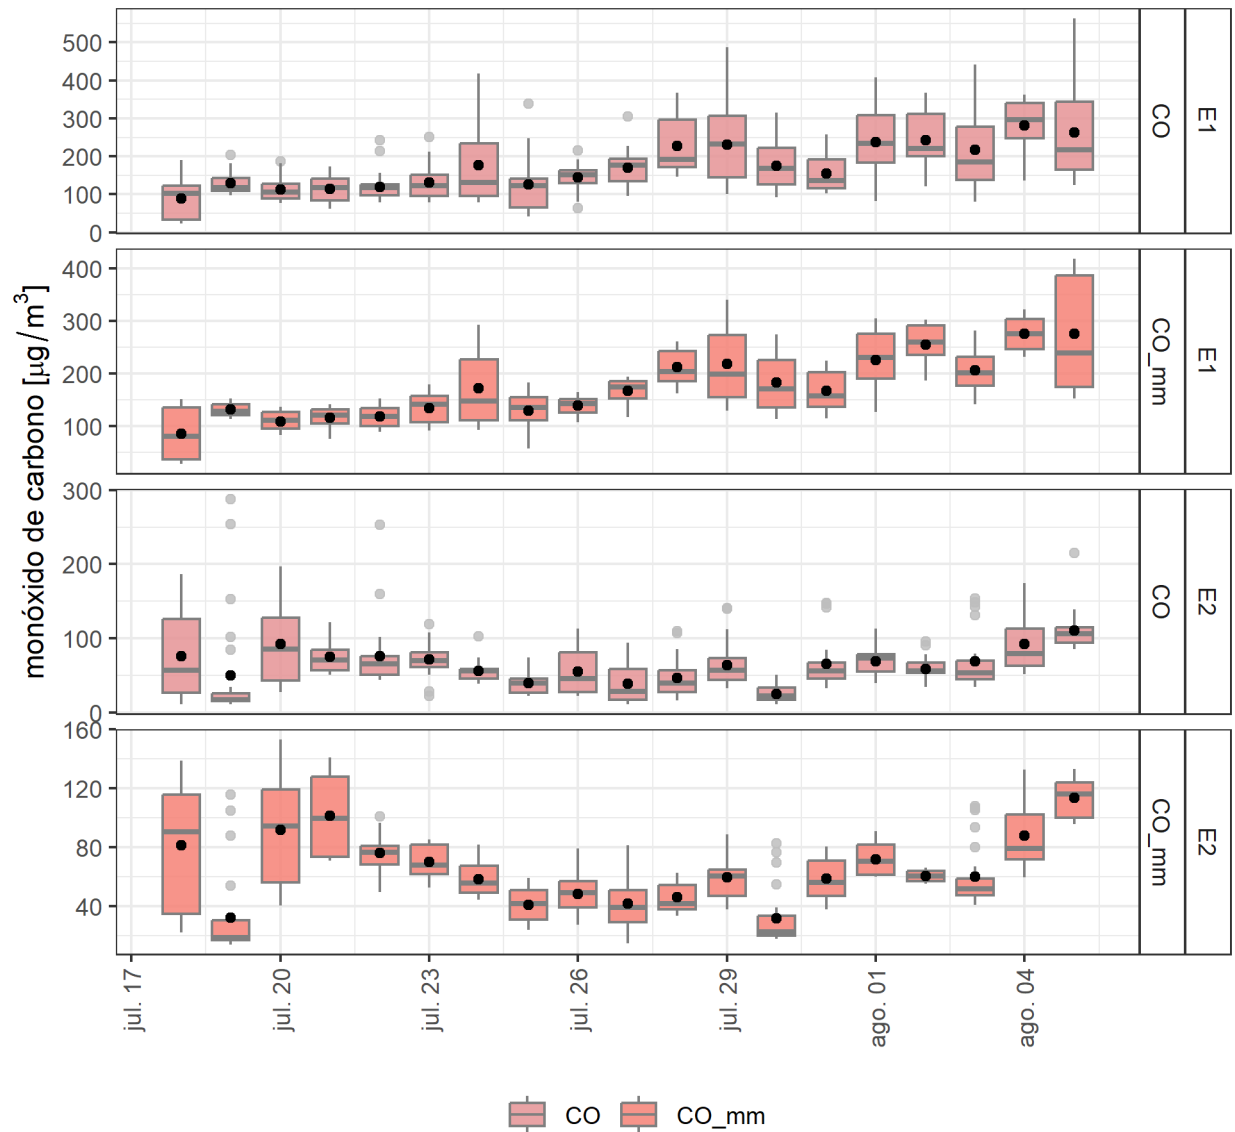 monóxido de carbono [μg/m³]
500
400
300
200
100
0
CO
E1
400
300
200
100
CO_mm
E1
300
200
100
0
CO
E2
160
120
80
40
CO_mm
E2
jul. 17
jul. 20
jul. 23
jul. 26
jul. 29
ago. 01
ago. 04
CO
CO_mm